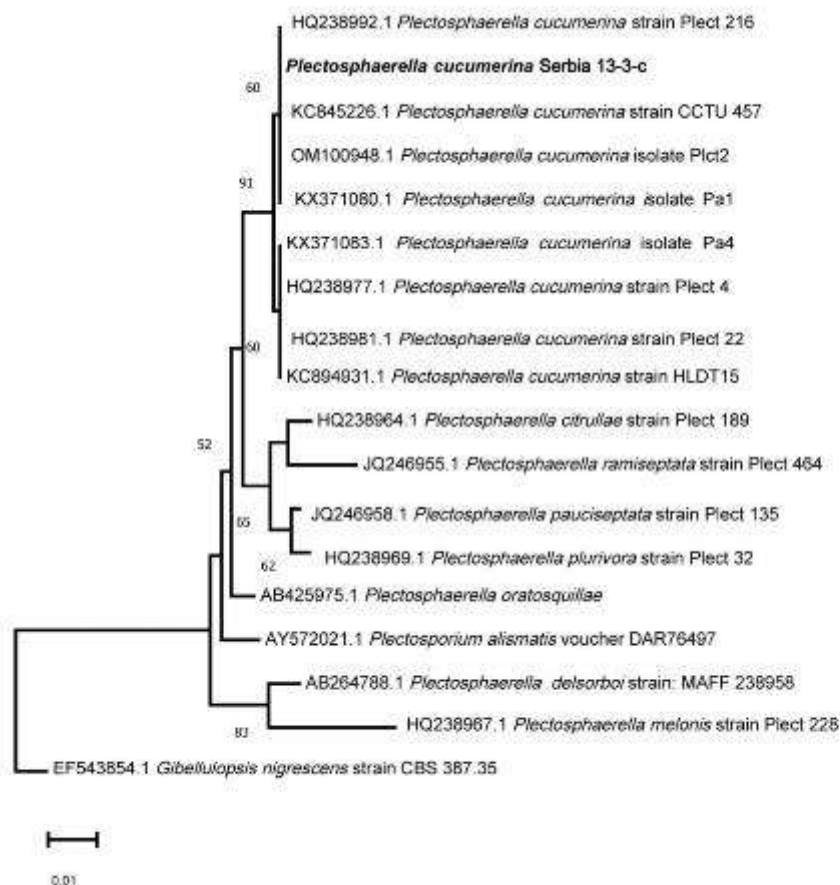 HQ238992.1 Plectosphaerella cucumerina strain Plect 216
Plectosphaerella cucumerina Serbia 13-3-c
60
KC845226.1 Plectosphaerella cucumerina strain CCTU 457
OM100948.1 Plectosphaerella cucumerina isolate Plct2
91
KX371080.1 Plectosphaerella cucumerina isolate Pa1
KX371083.1 Plectosphaerella cucumerina isolate Pa4
HQ238977.1 Plectosphaerella cucumerina strain Plect 4
HQ238981.1 Plectosphaerella cucumerina strain Plect 22
60
KC894931.1 Plectosphaerella cucumerina strain HLDT15
HQ238964.1 Plectosphaerella citrullae strain Plect 189
52
JQ246955.1 Plectosphaerella ramiseptata strain Plect 464
JQ246958.1 Plectosphaerella pauciseptata strain Plect 135
65
HQ238969.1 Plectosphaerella plurivora strain Plect 32
62
AB425975.1 Plectosphaerella oratosquillae
AY572021.1 Plectosporium alismatis voucher DAR76497
AB264788.1 Plectosphaerella delsorboi strain: MAFF 238958
HQ238967.1 Plectosphaerella melonis strain Plect 228
83
EF543854.1 Gibellulopsis nigrescens strain CBS 387.35
0.01